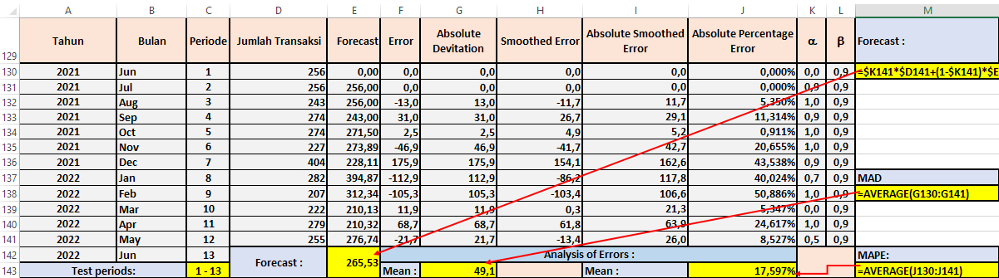 A B C D E F G H I J K L M
129 Tahun Bulan Periode Jumlah Transaksi Forecast Error Absolute Devitation Smoothed Error Absolute Smoothed Error Absolute Percentage Error α β Forecast :
130 2021 Jun 1 256 0,00 0,0 0,0 0,0 0,0 0,000% 0,0 0,9 =$K141*$D141+(1-$K141)*$E
131 2021 Jul 2 256 256,00 0,0 0,0 0,0 0,0 0,000% 0,9 0,9
132 2021 Aug 3 243 256,00 -13,0 13,0 -11,7 11,7 5,350% 1,0 0,9
133 2021 Sep 4 274 243,00 31,0 31,0 26,7 29,1 11,314% 0,9 0,9
134 2021 Oct 5 274 271,50 2,5 2,5 4,9 5,2 0,911% 1,0 0,9
135 2021 Nov 6 227 273,89 -46,9 46,9 -41,7 42,7 20,655% 1,0 0,9
136 2021 Dec 7 404 228,11 175,9 175,9 154,1 162,6 43,538% 0,9 0,9
137 2022 Jan 8 282 394,87 -112,9 112,9 -86,2 117,8 40,024% 0,7 0,9 MAD
138 2022 Feb 9 207 312,34 -105,3 105,3 -103,4 106,6 50,886% 1,0 0,9 =AVERAGE(G130:G141)
139 2022 Mar 10 222 210,13 11,9 11,9 0,3 21,3 5,347% 0,0 0,9
140 2022 Apr 11 279 210,32 68,7 68,7 61,8 63,9 24,617% 1,0 0,9
141 2022 May 12 255 276,74 -21,7 21,7 -13,4 26,0 8,527% 0,5 0,9
142 2022 Jun 13 Forecast : 265,53 Analysis of Errors : MAPE:
143 Test periods: 1 - 13 Mean : 49,1 Mean : 17,597% =AVERAGE(J130:J141)